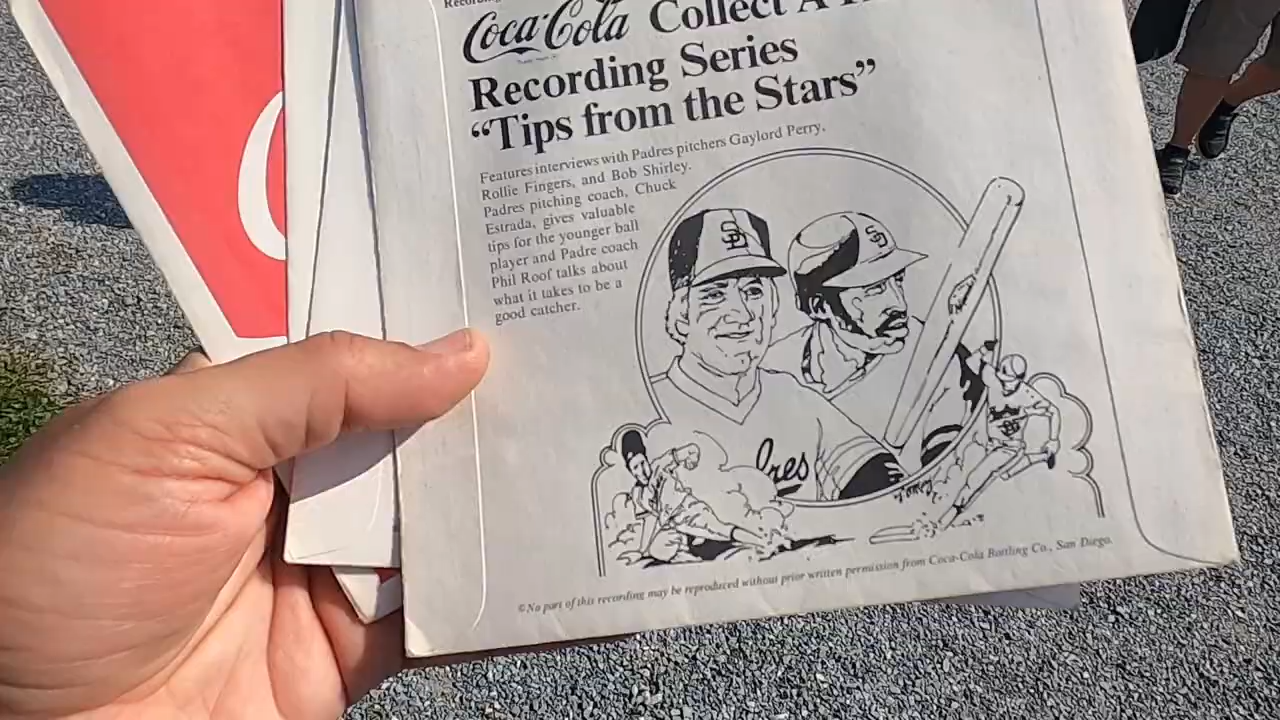 Coca-Cola Collect A
Recording Series
“Tips from the Stars”
Features interviews with Padres pitchers Gaylord Perry,
Rollie Fingers, and Bob Shirley.
Padres pitching coach, Chuck
Estrada, gives valuable
tips for the younger ball
player and Padre coach
Phil Roof talks about
what it takes to be a
good catcher.
SD
SD
dres
©No part of this recording may be reproduced without prior written permission from Coca-Cola Bottling Co., San Diego.